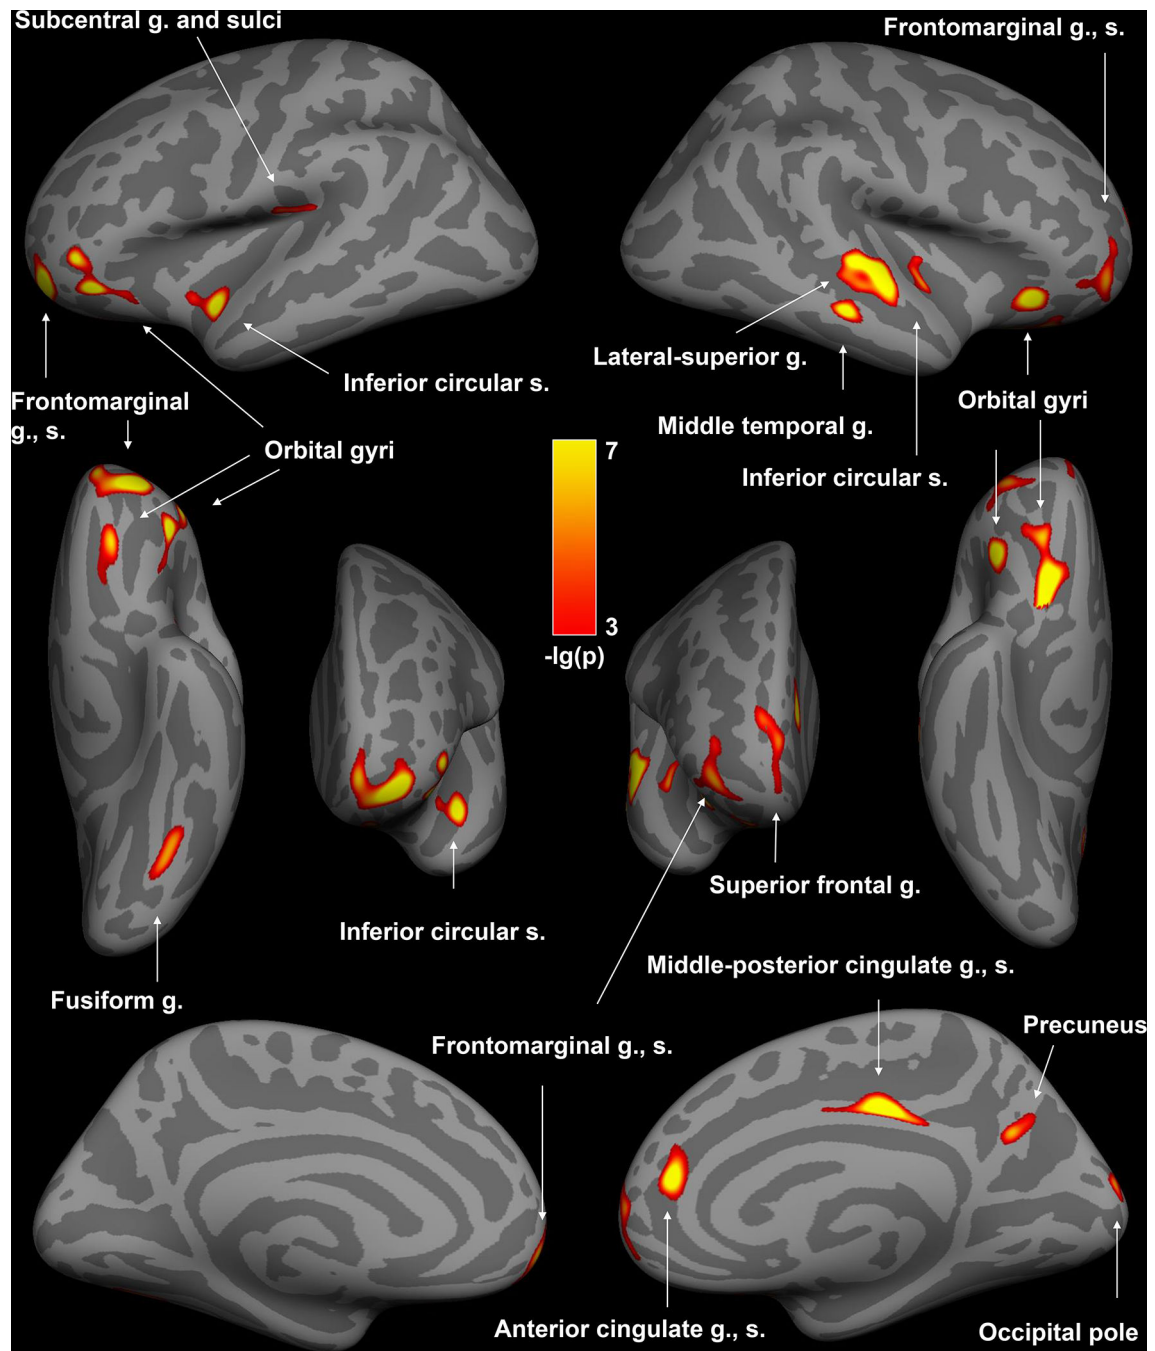 Subcentral g. and sulci
Frontomarginal g., s.
Inferior circular s.
Lateral-superior g.
Frontomarginal
g., s.
Orbital gyri
Middle temporal g.
Orbital gyri
7
Inferior circular s.
3
-lg(p)
Superior frontal g.
Inferior circular s.
Middle-posterior cingulate g., s.
Fusiform g.
Precuneus
Frontomarginal g., s.
Anterior cingulate g., s.
Occipital pole